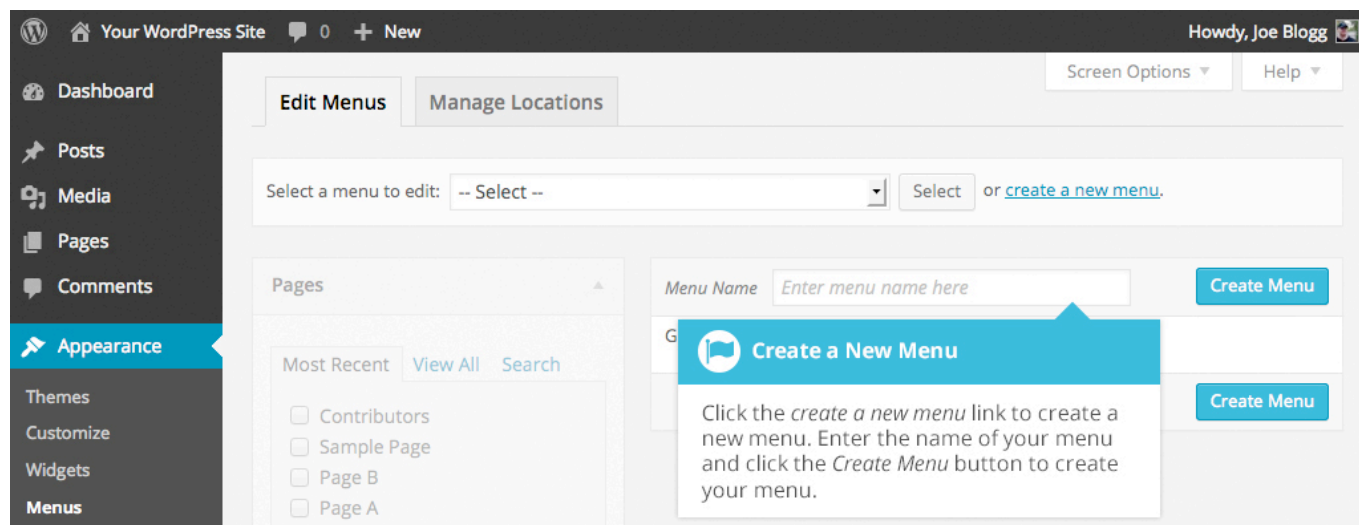 Your WordPress Site 0 + New Howdy, Joe Blogg
Screen Options Help
Dashboard
Posts
Media
Pages
Comments
Appearance
Themes
Customize
Widgets
Menus
Edit Menus Manage Locations
Select a menu to edit: -- Select -- Select or create a new menu.
Pages
Most Recent View All Search
Contributors
Sample Page
Page B
Page A
Menu Name Enter menu name here Create Menu
G
Create a New Menu
Click the create a new menu link to create a
new menu. Enter the name of your menu
and click the Create Menu button to create
your menu.
Create Menu